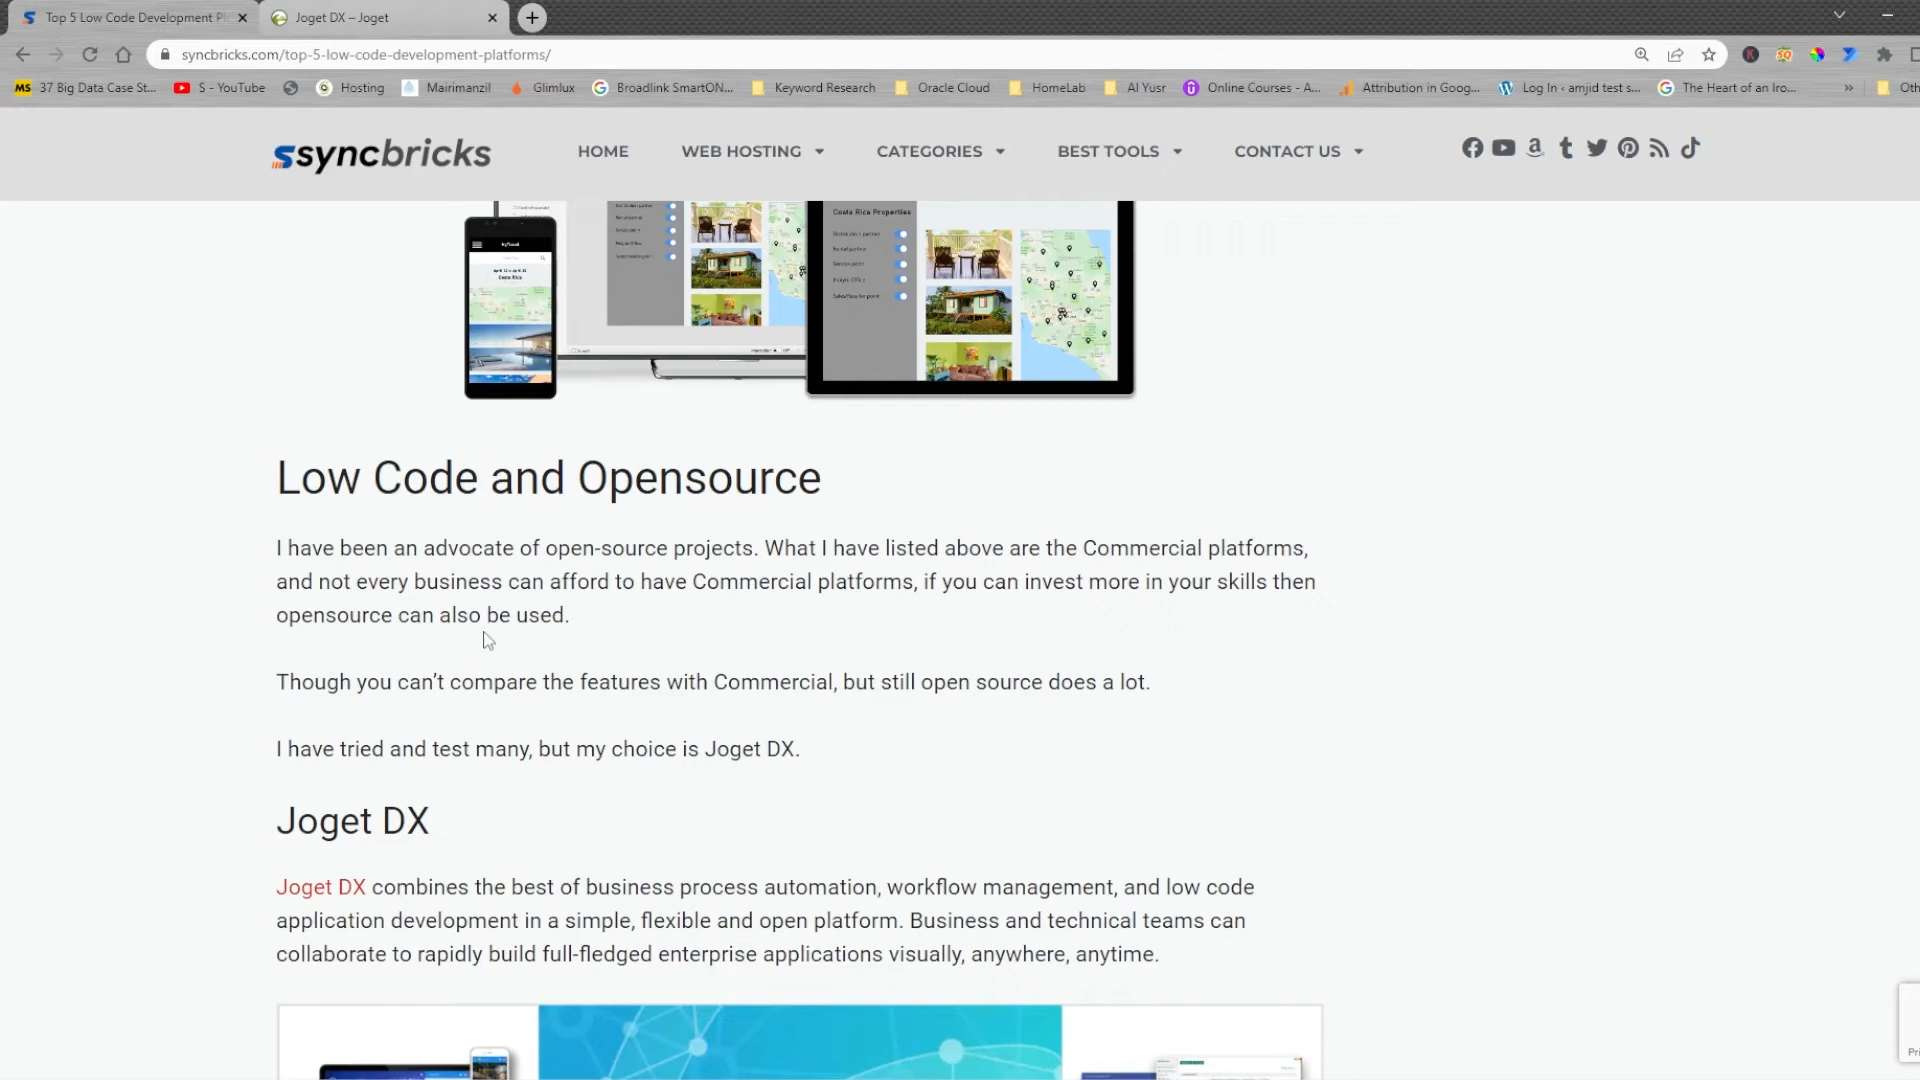 Top 5 Low Code Development Pl
Joget DX – Joget
syncbricks.com/top-5-low-code-development-platforms/
MS 37 Big Data Case St... S - YouTube Hosting Mairimanzil Glimlux Broadlink SmartON... Keyword Research Oracle Cloud HomeLab Al Yusr Online Courses - A... Attribution in Goog... Log In ‹ amjid test s... The Heart of an Iro... » Oth
ssyncbricks
HOME WEB HOSTING CATEGORIES BEST TOOLS CONTACT US
Costa Rica Properties
Low Code and Opensource
I have been an advocate of open-source projects. What I have listed above are the Commercial platforms,
and not every business can afford to have Commercial platforms, if you can invest more in your skills then
opensource can also be used.
Though you can’t compare the features with Commercial, but still open source does a lot.
I have tried and test many, but my choice is Joget DX.
Joget DX
Joget DX combines the best of business process automation, workflow management, and low code
application development in a simple, flexible and open platform. Business and technical teams can
collaborate to rapidly build full-fledged enterprise applications visually, anywhere, anytime.
Pri